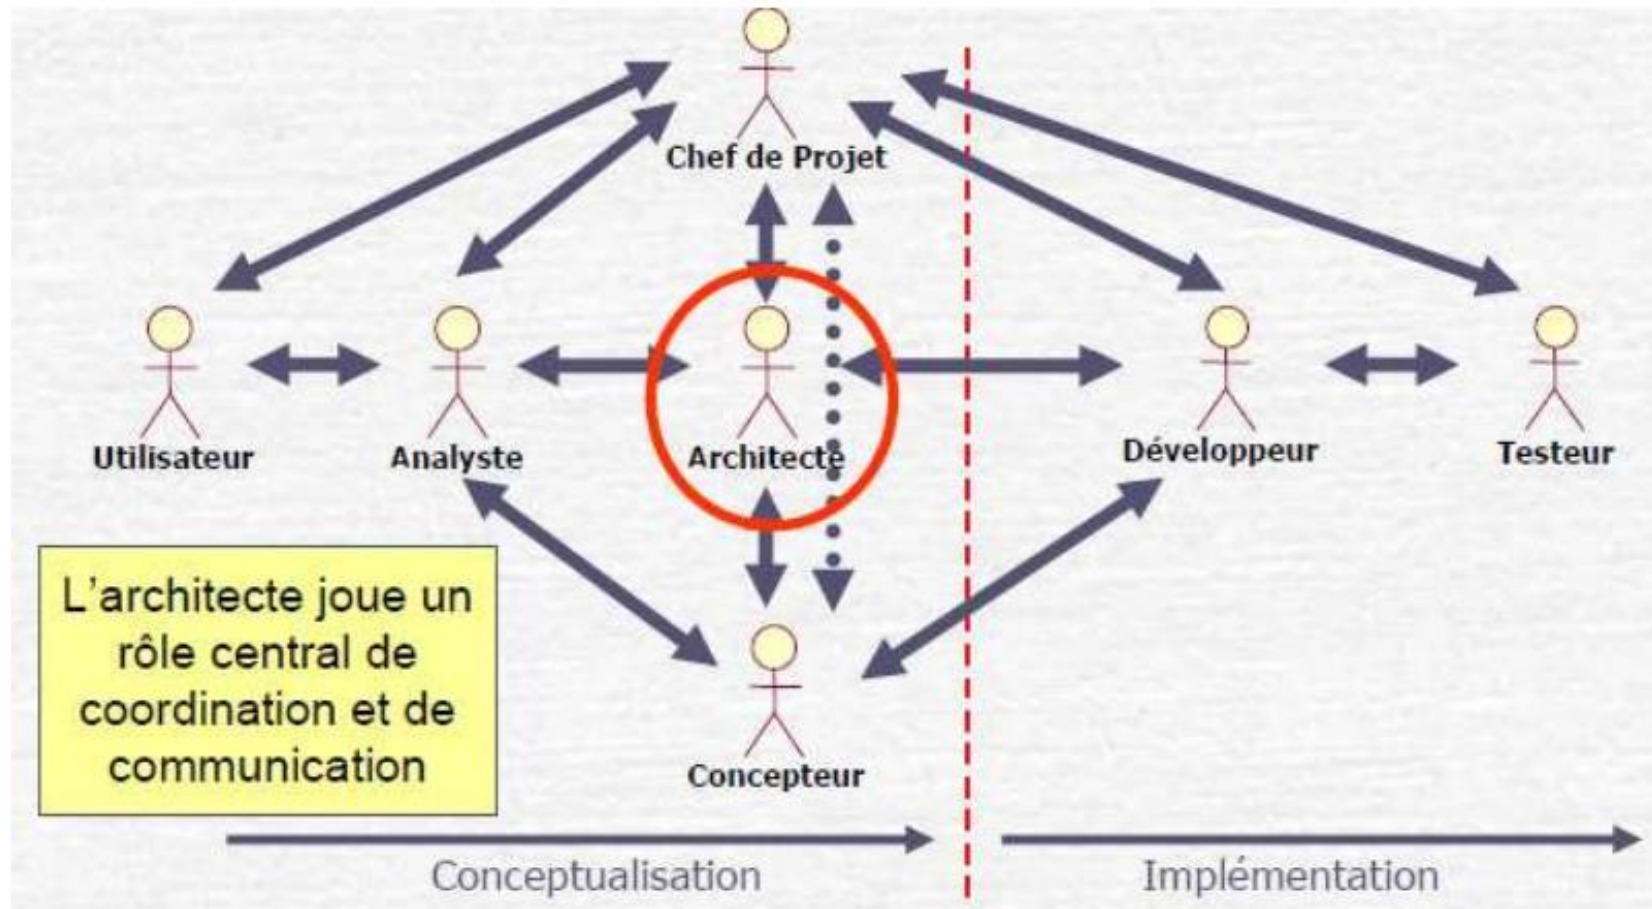 Chef de Projet
Utilisateur
Analyste
Architecte
Développeur
Testeur
L'architecte joue un
rôle central de
coordination et de
communication
Concepteur
Conceptualisation
Implémentation